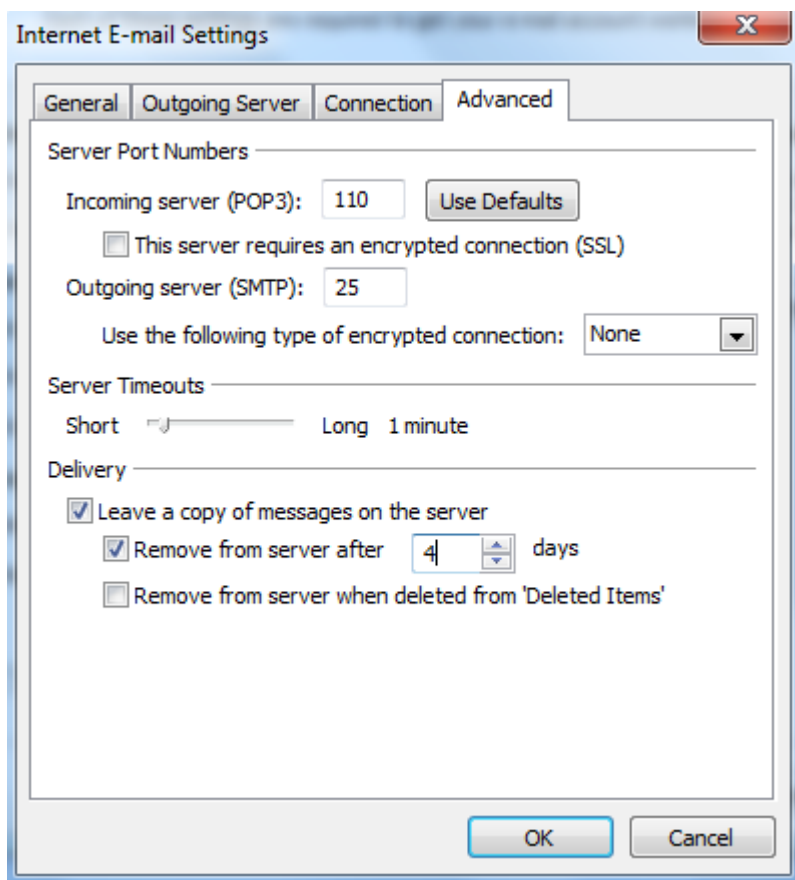 Internet E-mail Settings
General Outgoing Server Connection Advanced
Server Port Numbers
Incoming server (POP3): 110 Use Defaults
This server requires an encrypted connection (SSL)
Outgoing server (SMTP): 25
Use the following type of encrypted connection: None
Server Timeouts
Short Long 1 minute
Delivery
Leave a copy of messages on the server
Remove from server after 4 days
Remove from server when deleted from 'Deleted Items'
OK Cancel